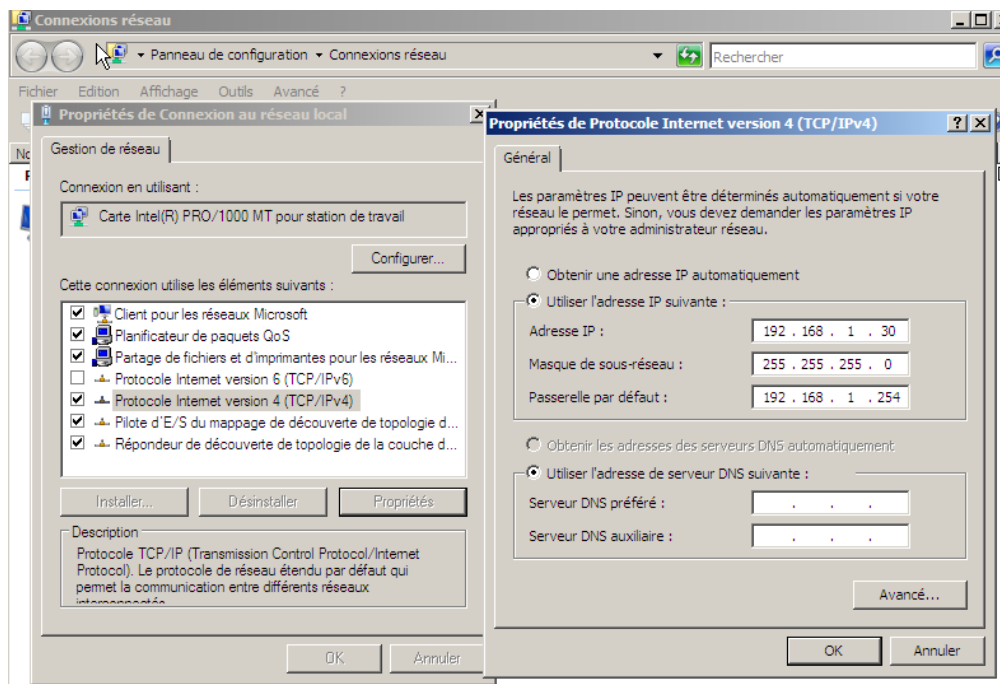 Connexions réseau
Panneau de configuration Connexions réseau
Rechercher
Fichier Edition Affichage Outils Avancé ?
Propriétés de Connexion au réseau local
Gestion de réseau
Connexion en utilisant :
Carte Intel(R) PRO/1000 MT pour station de travail
Configurer...
Cette connexion utilise les éléments suivants :
Client pour les réseaux Microsoft
Planificateur de paquets QoS
Partage de fichiers et d'imprimantes pour les réseaux Mi...
Protocole Internet version 6 (TCP/IPv6)
Protocole Internet version 4 (TCP/IPv4)
Pilote d'E/S du mappage de découverte de topologie d...
Répondeur de découverte de topologie de la couche d...
Installer... Désinstaller Propriétés
Description
Protocole TCP/IP (Transmission Control Protocol/Internet
Protocol). Le protocole de réseau étendu par défaut qui
permet la communication entre différents réseaux
interconnectés
OK Annuler
Propriétés de Protocole Internet version 4 (TCP/IPv4)
Général
Les paramètres IP peuvent être déterminés automatiquement si votre
réseau le permet. Sinon, vous devez demander les paramètres IP
appropriés à votre administrateur réseau.
Obtenir une adresse IP automatiquement
Utiliser l'adresse IP suivante :
Adresse IP : 192 . 168 . 1 . 30
Masque de sous-réseau : 255 . 255 . 255 . 0
Passerelle par défaut : 192 . 168 . 1 . 254
Obtenir les adresses des serveurs DNS automatiquement
Utiliser l'adresse de serveur DNS suivante :
Serveur DNS préféré : . . .
Serveur DNS auxiliaire : . . .
Avancé...
OK Annuler